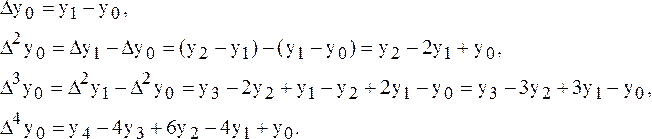 Δy₀ = y₁ − y₀,
Δ²y₀ = Δy₁ − Δy₀ = (y₂ − y₁) − (y₁ − y₀) = y₂ − 2y₁ + y₀,
Δ³y₀ = Δ²y₁ − Δ²y₀ = y₃ − 2y₂ + y₁ − y₂ + 2y₁ − y₀ = y₃ − 3y₂ + 3y₁ − y₀,
Δ⁴y₀ = y₄ − 4y₃ + 6y₂ − 4y₁ + y₀.